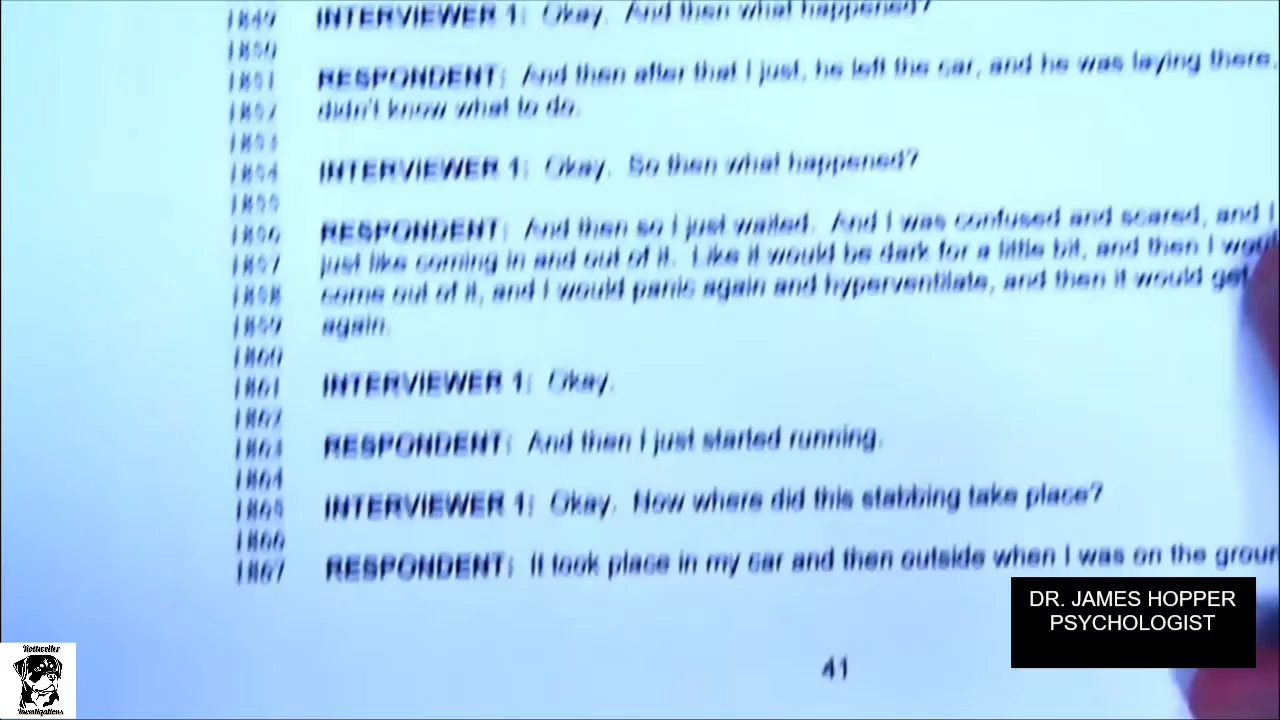 1849 INTERVIEWER 1: Okay. And then what happened?
1850
1851 RESPONDENT: And then after that I just, he left the car, and he was laying there.
1852 didn't know what to do.
1853
1854 INTERVIEWER 1: Okay. So then what happened?
1855
1856 RESPONDENT: And then so I just waited. And I was confused and scared, and I
1857 just like coming in and out of it. Like it would be dark for a little bit, and then I
1858 come out of it, and I would panic again and hyperventilate, and then it would get
1859 again.
1860
1861 INTERVIEWER 1: Okay.
1862
1863 RESPONDENT: And then I just started running.
1864
1865 INTERVIEWER 1: Okay. Now where did this stabbing take place?
1866
1867 RESPONDENT: It took place in my car and then outside when I was on the
DR. JAMES HOPPER
PSYCHOLOGIST
41
Rottweiler
Investigations